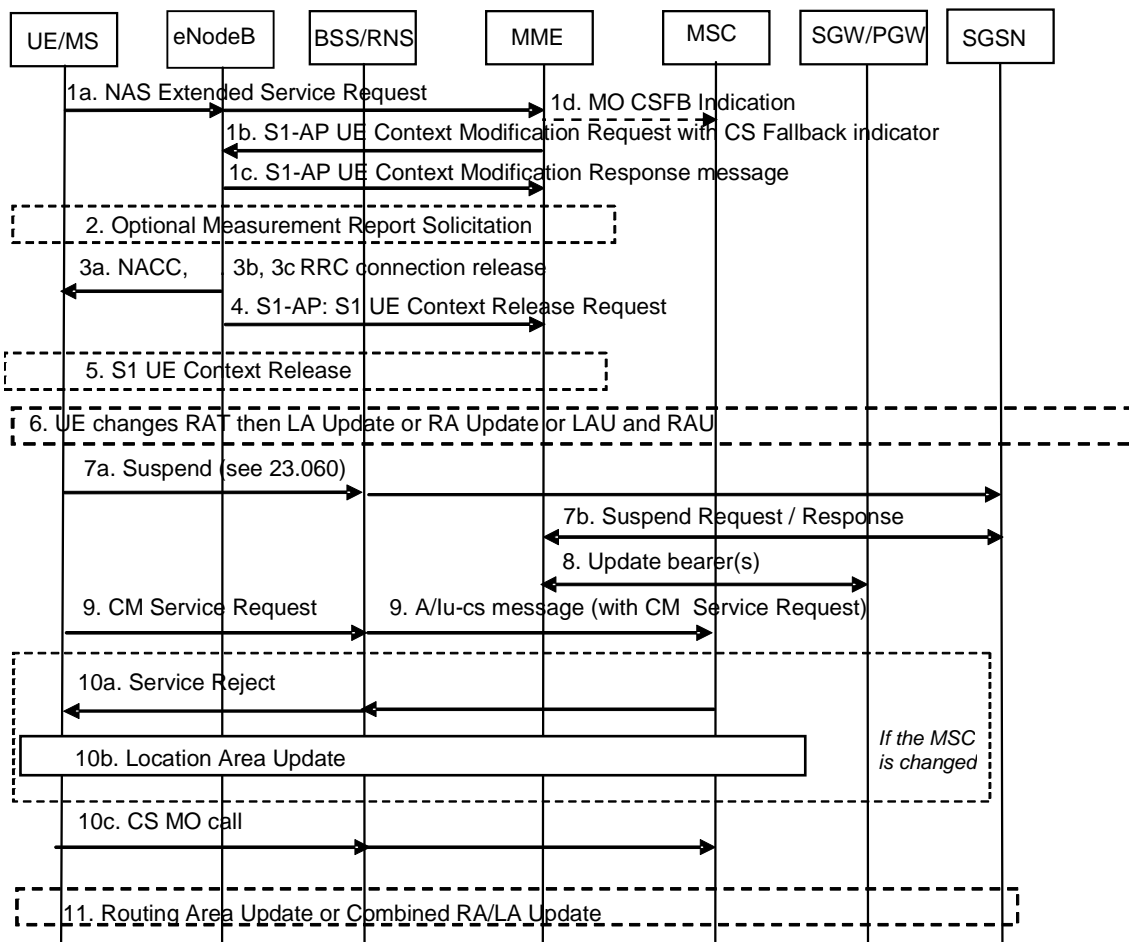 UE/MS
eNodeB
BSS/RNS
MME
MSC
SGW/PGW
SGSN
1a. NAS Extended Service Request
1d. MO CSFB Indication
1b. S1-AP UE Context Modification Request with CS Fallback indicator
1c. S1-AP UE Context Modification Response message
2. Optional Measurement Report Solicitation
3a. NACC, . 3b, 3c RRC connection release
4. S1-AP: S1 UE Context Release Request
5. S1 UE Context Release
6. UE changes RAT then LA Update or RA Update or LAU and RAU
7a. Suspend (see 23.060)
7b. Suspend Request / Response
8. Update bearer(s)
9. CM Service Request
9. A/Iu-cs message (with CM Service Request)
10a. Service Reject
10b. Location Area Update
If the MSC
is changed
10c. CS MO call
11. Routing Area Update or Combined RA/LA Update